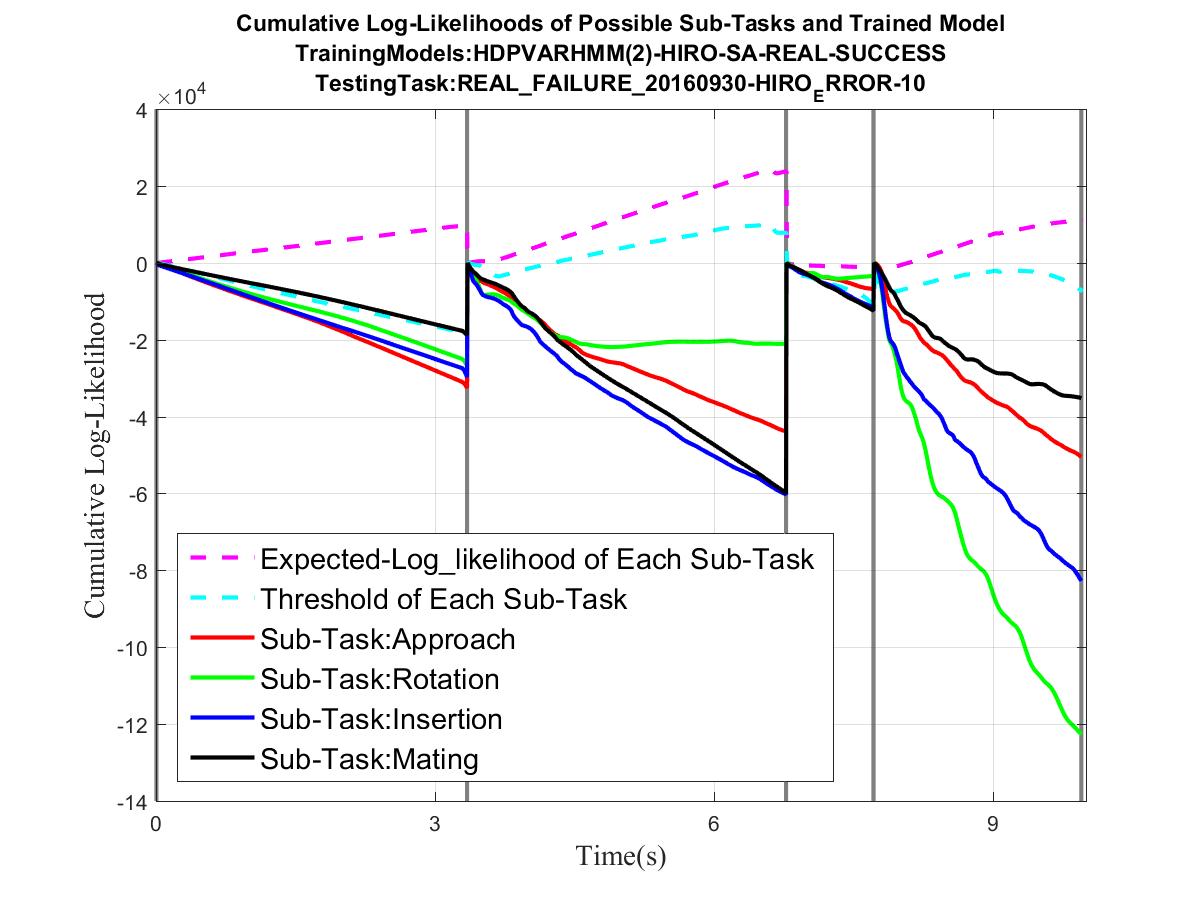 Cumulative Log-Likelihoods of Possible Sub-Tasks and Trained Model
TrainingModels:HDPVARHMM(2)-HIRO-SA-REAL-SUCCESS
TestingTask:REAL_FAILURE_20160930-HIRO_ERROR-10
×10⁴
4
2
0
-2
-4
-6
-8
-10
-12
-14
Cumulative Log-Likelihood
Expected-Log_likelihood of Each Sub-Task
Threshold of Each Sub-Task
Sub-Task:Approach
Sub-Task:Rotation
Sub-Task:Insertion
Sub-Task:Mating
0 3 6 9
Time(s)